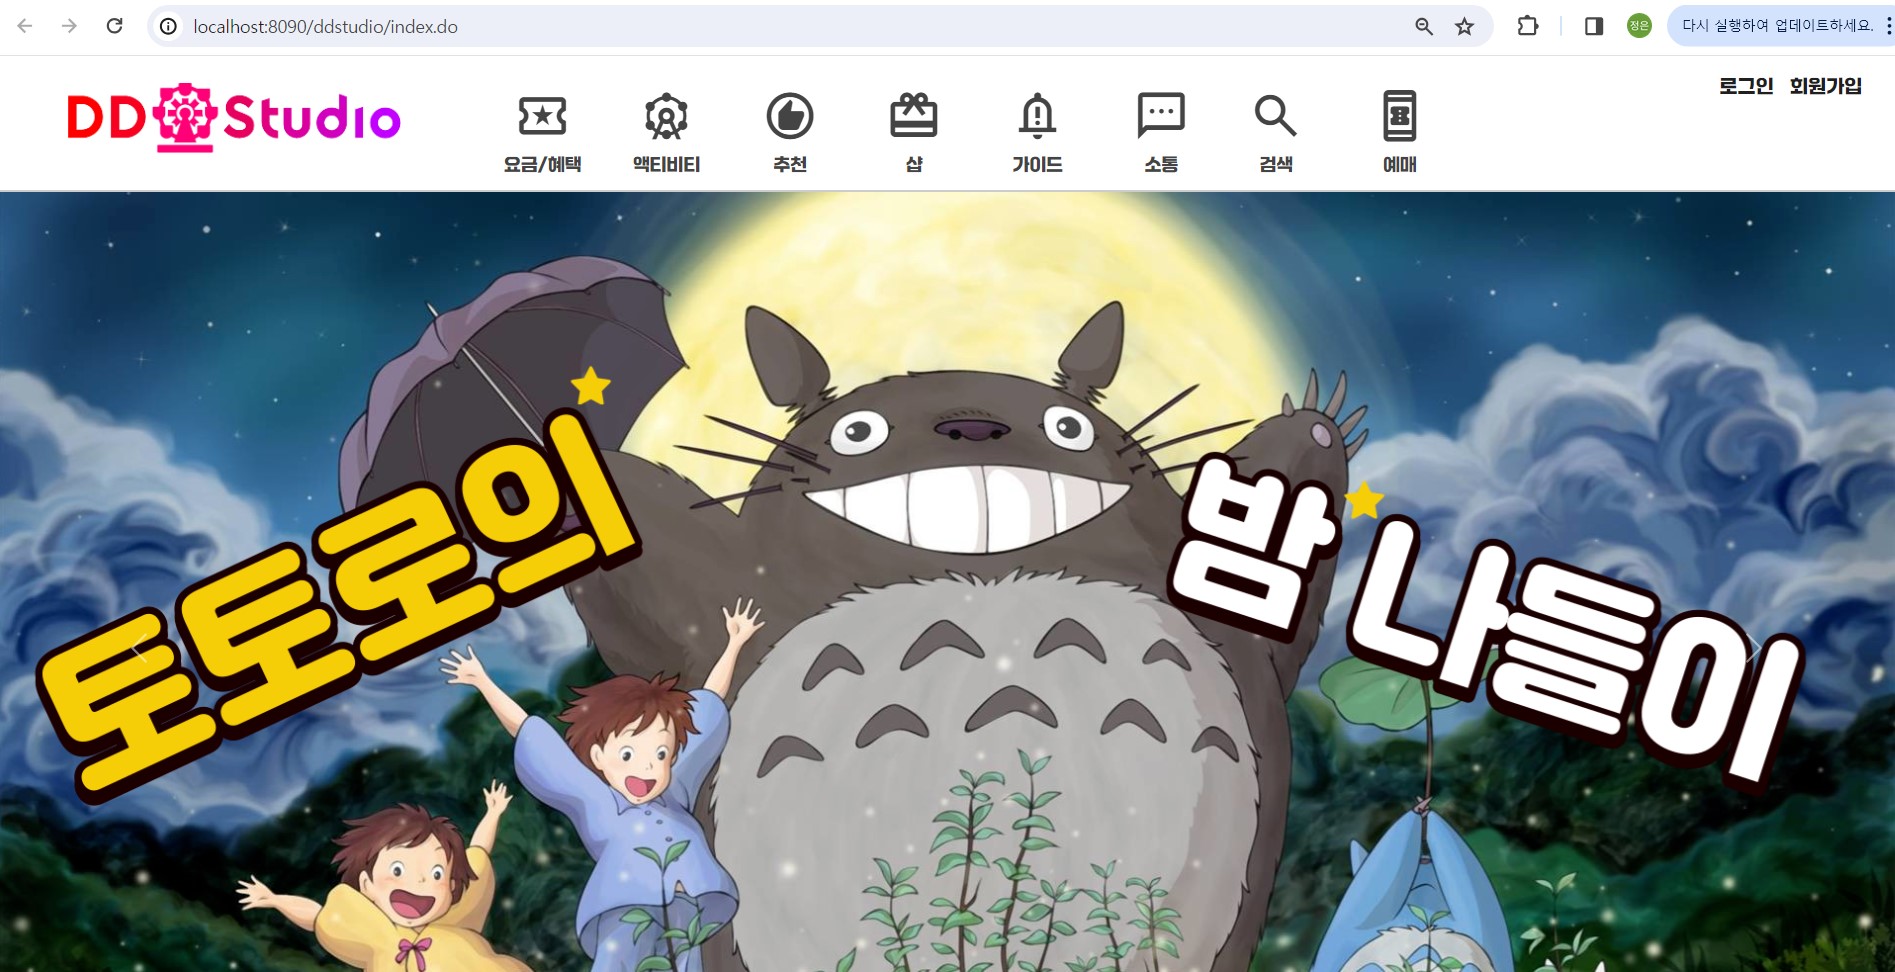 localhost:8090/ddstudio/index.do
정은
다시 실행하여 업데이트하세요.
DD Studio
로그인 회원가입
요금/혜택 액티비티 추천 샵 가이드 소통 검색 예매
토토로의
밤 나들이